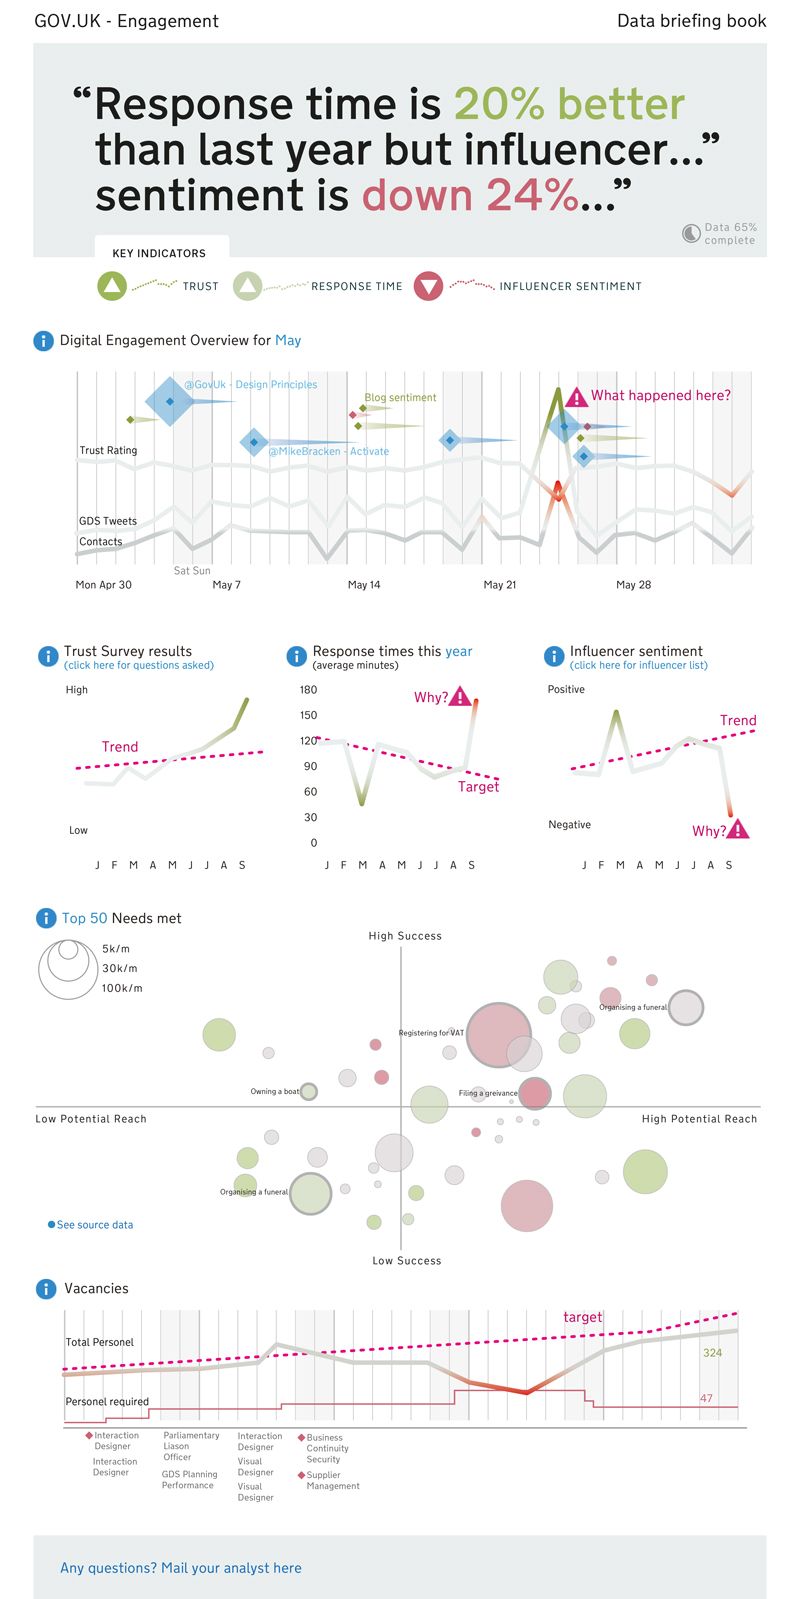 GOV.UK - Engagement
Data briefing book
“Response time is 20% better
than last year but influencer...”
sentiment is down 24%...”
Data 65%
complete
KEY INDICATORS
TRUST
RESPONSE TIME
INFLUENCER SENTIMENT
Digital Engagement Overview for May
@GovUk - Design Principles
Blog sentiment
What happened here?
@MikeBracken - Activate
Trust Rating
GDS Tweets
Contacts
Sat Sun
Mon Apr 30
May 7
May 14
May 21
May 28
Trust Survey results
(click here for questions asked)
High
Trend
Low
J F M A M J J A S
Response times this year
(average minutes)
180
150
120
90
60
30
0
Why?
Target
J F M A M J J A S
Influencer sentiment
(click here for influencer list)
Positive
Trend
Negative
Why?
J F M A M J J A S
Top 50 Needs met
5k/m
30k/m
100k/m
High Success
Organising a funeral
Registering for VAT
Owning a boat
Filing a greivance
Low Potential Reach
High Potential Reach
Organising a funeral
See source data
Low Success
Vacancies
target
Total Personel
324
Personel required
47
Interaction
Designer
Interaction
Designer
Parliamentary
Liason
Officer
GDS Planning
Performance
Interaction
Designer
Visual
Designer
Visual
Designer
Business
Continuity
Security
Supplier
Management
Any questions? Mail your analyst here